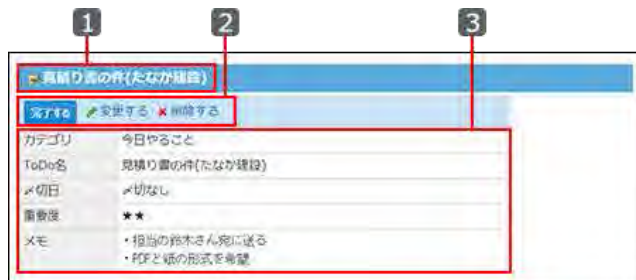 1 2 3
見積り書の件(たなか建設)
完了する 変更する 削除する
カテゴリ 今日やること
ToDo名 見積り書の件(たなか建設)
〆切日 〆切なし
重要度 ★★
メモ ・担当の鈴木さん宛に送る
・PDFと紙の形式を希望